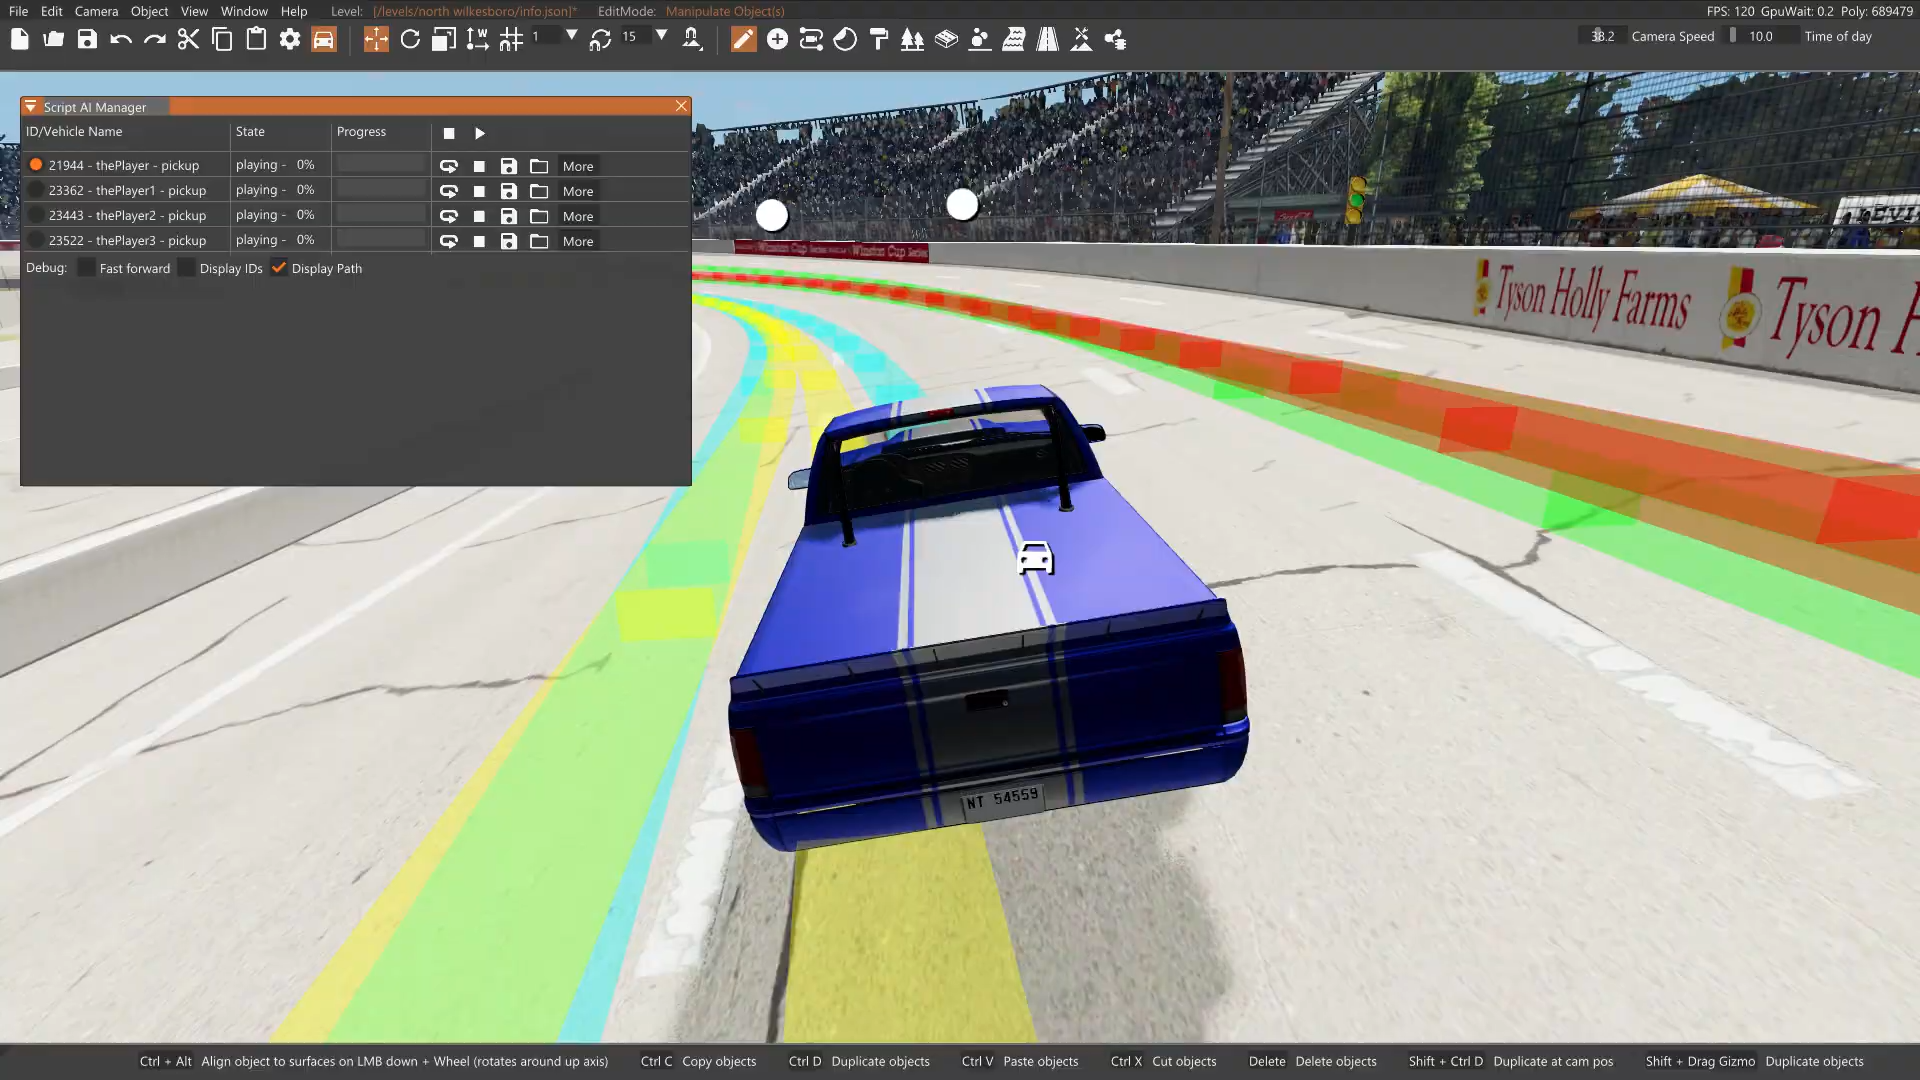 File Edit Camera Object View Window Help Level: [/levels/north wilkesboro/info.json]* EditMode: Manipulate Object(s) FPS: 120 GpuWait: 0.2 Poly: 689479
1 15 38.2 Camera Speed 10.0 Time of day
Script AI Manager
ID/Vehicle Name State Progress
21944 - thePlayer - pickup playing - 0% More
23362 - thePlayer1 - pickup playing - 0% More
23443 - thePlayer2 - pickup playing - 0% More
23522 - thePlayer3 - pickup playing - 0% More
Debug: Fast forward Display IDs Display Path
Winston Cup Series Winston Cup Series
Tyson Holly Farms
Tyson H
NT 54559
Ctrl + Alt Align object to surfaces on LMB down + Wheel (rotates around up axis) Ctrl C Copy objects Ctrl D Duplicate objects Ctrl V Paste objects Ctrl X Cut objects Delete Delete objects Shift + Ctrl D Duplicate at cam pos Shift + Drag Gizmo Duplicate objects